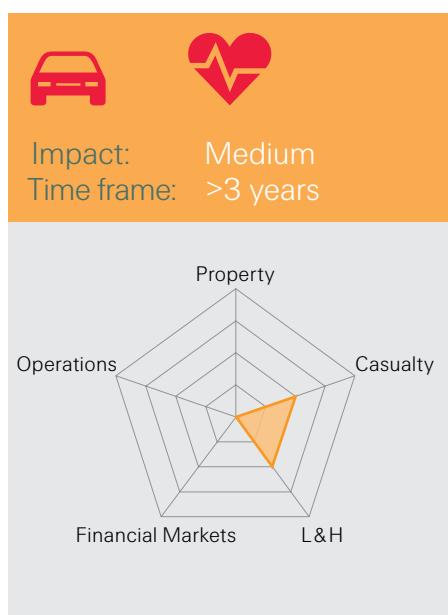 Impact: Medium
Time frame: >3 years
Property
Operations
Casualty
Financial Markets
L&H